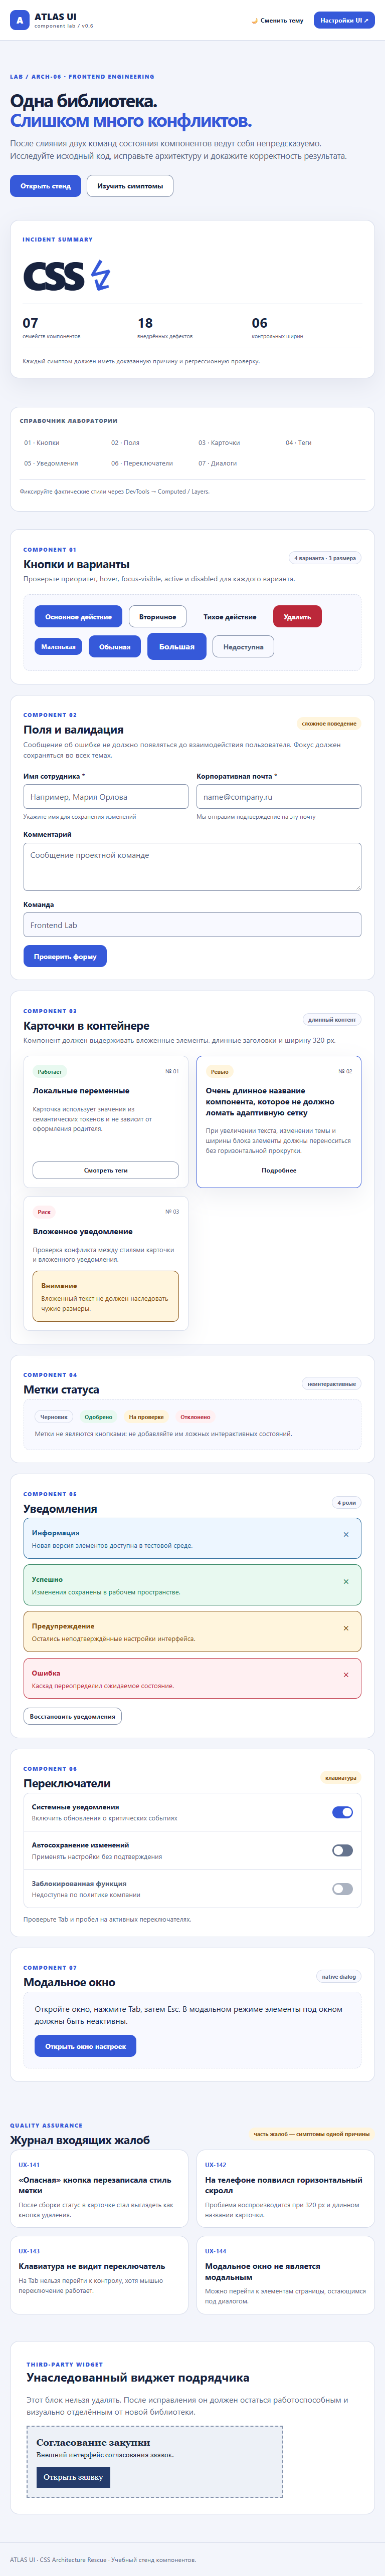 A
ATLAS UI
component lab / v0.6
🌙 Сменить тему
Настройки UI ↗
LAB / ARCH-06 · FRONTEND ENGINEERING
Одна библиотека.
Слишком много конфликтов.
После слияния двух команд состояния компонентов ведут себя непредсказуемо.
Исследуйте исходный код, исправьте архитектуру и докажите корректность результата.
Открыть стенд
Изучить симптомы
INCIDENT SUMMARY
CSS
07
18
06
семейств компонентов
внедрённых дефектов
контрольных ширин
Каждый симптом должен иметь доказанную причину и регрессионную проверку.
СПРАВОЧНИК ЛАБОРАТОРИИ
01 · Кнопки
02 · Поля
03 · Карточки
04 · Теги
05 · Уведомления
06 · Переключатели
07 · Диалоги
Фиксируйте фактические стили через DevTools → Computed / Layers.
COMPONENT 01
Кнопки и варианты
4 варианта · 3 размера
Проверьте приоритет, hover, focus-visible, active и disabled для каждого варианта.
Основное действие
Вторичное
Тихое действие
Удалить
Маленькая
Обычная
Большая
Недоступна
COMPONENT 02
Поля и валидация
сложное поведение
Сообщение об ошибке не должно появляться до взаимодействия пользователя. Фокус должен
сохраняться во всех темах.
Имя сотрудника *
Корпоративная почта *
Например, Мария Орлова
name@company.ru
Укажите имя для сохранения изменений
Мы отправим подтверждение на эту почту
Комментарий
Сообщение проектной команде
Команда
Frontend Lab
Проверить форму
COMPONENT 03
Карточки в контейнере
длинный контент
Компонент должен выдерживать вложенные элементы, длинные заголовки и ширину 320 px.
Работает
№ 01
Локальные переменные
Карточка использует значения из
семантических токенов и не зависит от
оформления родителя.
Смотреть теги
Ревью
№ 02
Очень длинное название
компонента, которое не должно
ломать адаптивную сетку
При увеличении текста, изменении темы и
ширины блока элементы должны переноситься
без горизонтальной прокрутки.
Подробнее
Риск
№ 03
Вложенное уведомление
Проверка конфликта между стилями карточки
и вложенного уведомления.
Внимание
Вложенный текст не должен наследовать
чужие размеры.
COMPONENT 04
Метки статуса
неинтерактивные
Черновик
Одобрено
На проверке
Отклонено
Метки не являются кнопками: не добавляйте им ложных интерактивных состояний.
COMPONENT 05
Уведомления
4 роли
Информация
Новая версия элементов доступна в тестовой среде.
×
Успешно
Изменения сохранены в рабочем пространстве.
×
Предупреждение
Остались неподтверждённые настройки интерфейса.
×
Ошибка
Каскад переопределил ожидаемое состояние.
×
Восстановить уведомления
COMPONENT 06
Переключатели
клавиатура
Системные уведомления
Включить обновления о критических событиях
Автосохранение изменений
Применять настройки без подтверждения
Заблокированная функция
Недоступна по политике компании
Проверьте Tab и пробел на активных переключателях.
COMPONENT 07
Модальное окно
native dialog
Откройте окно, нажмите Tab, затем Esc. В модальном режиме элементы под окном
должны быть неактивны.
Открыть окно настроек
QUALITY ASSURANCE
Журнал входящих жалоб
часть жалоб — симптомы одной причины
UX-141
«Опасная» кнопка перезаписала стиль
метки
После сборки статус в карточке стал выглядеть как
кнопка удаления.
UX-142
На телефоне появился горизонтальный
скролл
Проблема воспроизводится при 320 px и длинном
названии карточки.
UX-143
Клавиатура не видит переключатель
На Tab нельзя перейти к контролу, хотя мышью
переключение работает.
UX-144
Модальное окно не является
модальным
Можно перейти к элементам страницы, остающимся
под диалогом.
THIRD-PARTY WIDGET
Унаследованный виджет подрядчика
Этот блок нельзя удалять. После исправления он должен остаться работоспособным и
визуально отделённым от новой библиотеки.
Согласование закупки
Внешний интерфейс согласования заявок.
Открыть заявку
ATLAS UI · CSS Architecture Rescue · Учебный стенд компонентов.